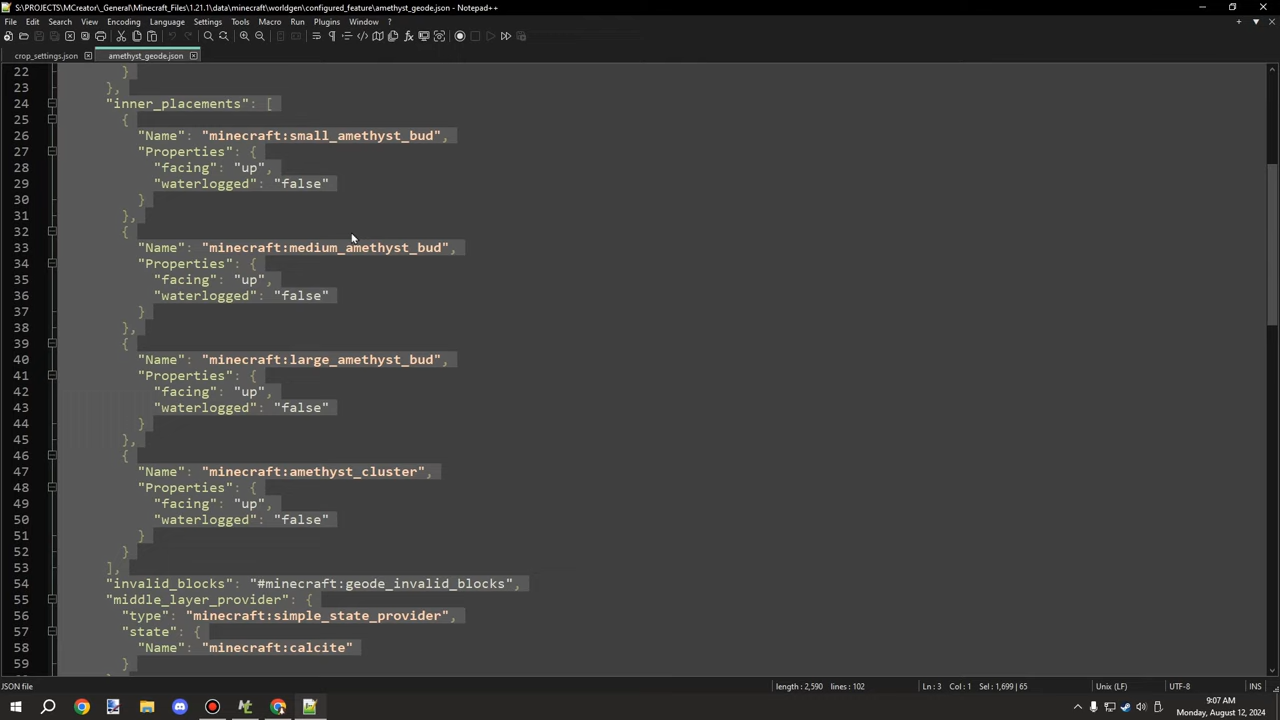 S:\PROJECTS\MCreator\_General\Minecraft_Files\1.21.1\data\minecraft\worldgen\configured_feature\amethyst_geode.json - Notepad++
File Edit Search View Encoding Language Settings Tools Macro Run Plugins Window ?
crop_settings.json amethyst_geode.json
22 }
23 },
24 "inner_placements": [
25 {
26 "Name": "minecraft:small_amethyst_bud",
27 "Properties": {
28 "facing": "up",
29 "waterlogged": "false"
30 }
31 },
32 {
33 "Name": "minecraft:medium_amethyst_bud",
34 "Properties": {
35 "facing": "up",
36 "waterlogged": "false"
37 }
38 },
39 {
40 "Name": "minecraft:large_amethyst_bud",
41 "Properties": {
42 "facing": "up",
43 "waterlogged": "false"
44 }
45 },
46 {
47 "Name": "minecraft:amethyst_cluster",
48 "Properties": {
49 "facing": "up",
50 "waterlogged": "false"
51 }
52 }
53 ],
54 "invalid_blocks": "#minecraft:geode_invalid_blocks",
55 "middle_layer_provider": {
56 "type": "minecraft:simple_state_provider",
57 "state": {
58 "Name": "minecraft:calcite"
59 }
JSON file length : 2,590 lines : 102 Ln : 3 Col : 1 Sel : 1,699 | 65 Unix (LF) UTF-8 INS
9:07 AM
Monday, August 12, 2024